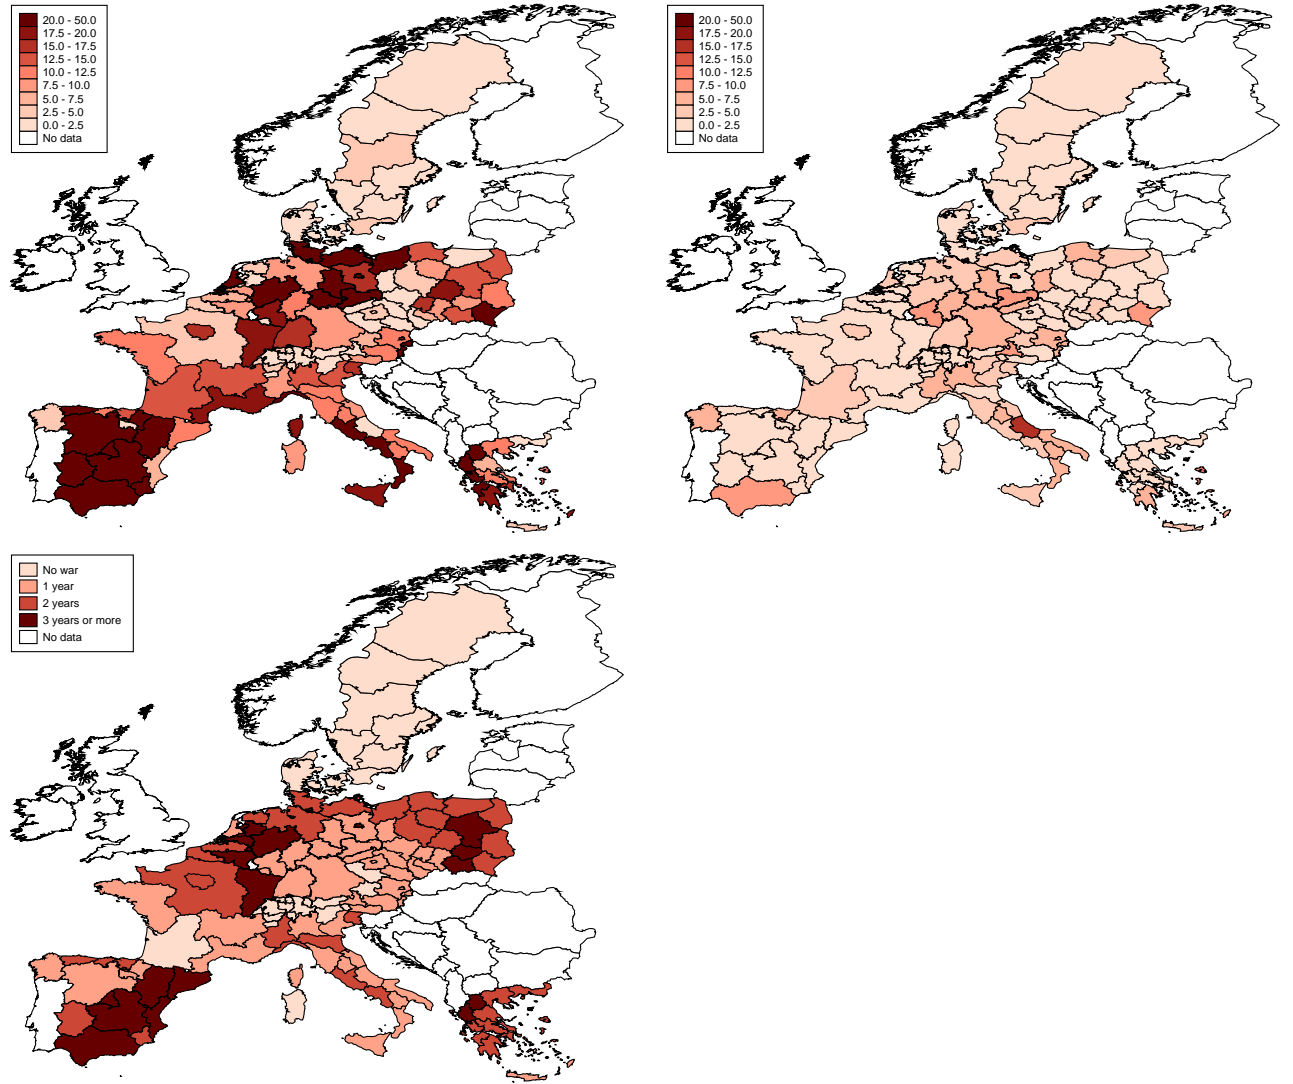 20.0 - 50.0
17.5 - 20.0
15.0 - 17.5
12.5 - 15.0
10.0 - 12.5
7.5 - 10.0
5.0 - 7.5
2.5 - 5.0
0.0 - 2.5
No data
20.0 - 50.0
17.5 - 20.0
15.0 - 17.5
12.5 - 15.0
10.0 - 12.5
7.5 - 10.0
5.0 - 7.5
2.5 - 5.0
0.0 - 2.5
No data
No war
1 year
2 years
3 years or more
No data